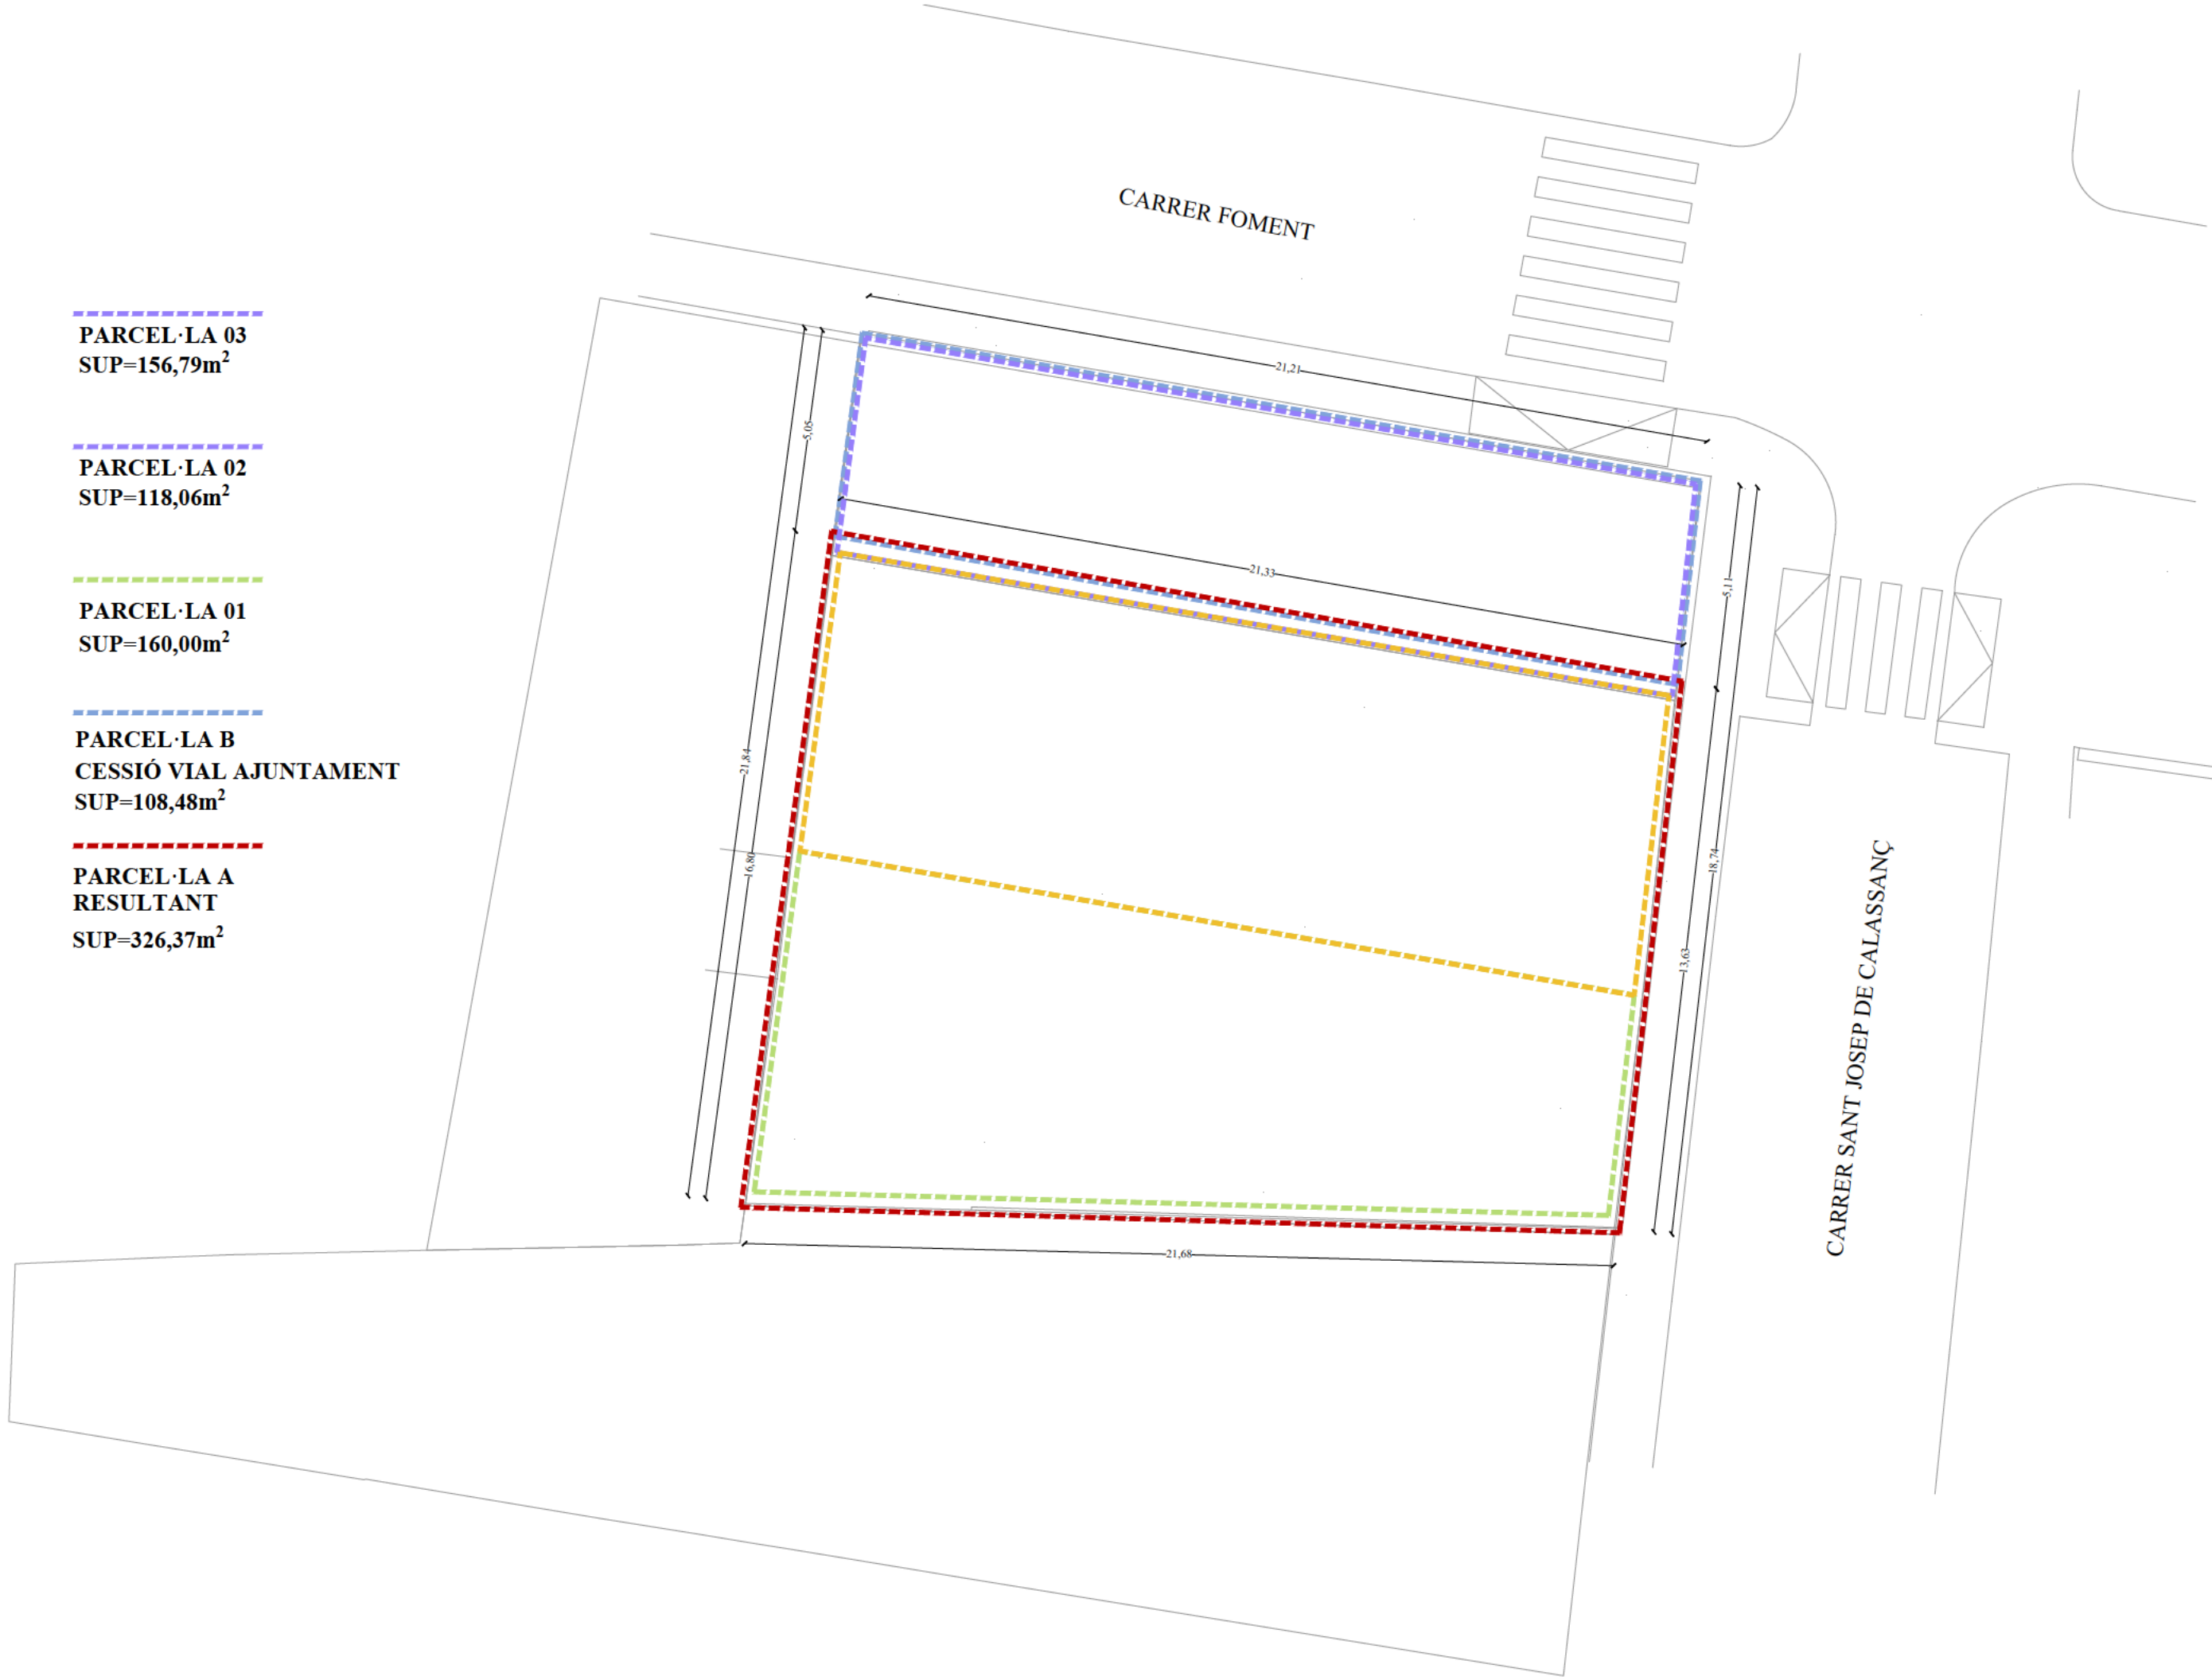 CARRER FOMENT
PARCEL·LA 03
SUP=156,79m²
PARCEL·LA 02
SUP=118,06m²
PARCEL·LA 01
SUP=160,00m²
PARCEL·LA B
CESSIÓ VIAL AJUNTAMENT
SUP=108,48m²
PARCEL·LA A
RESULTANT
SUP=326,37m²
21,21
5,05
21,33
5,11
21,84
16,80
18,74
13,63
21,68
CARRER SANT JOSEP DE CALASSANÇ